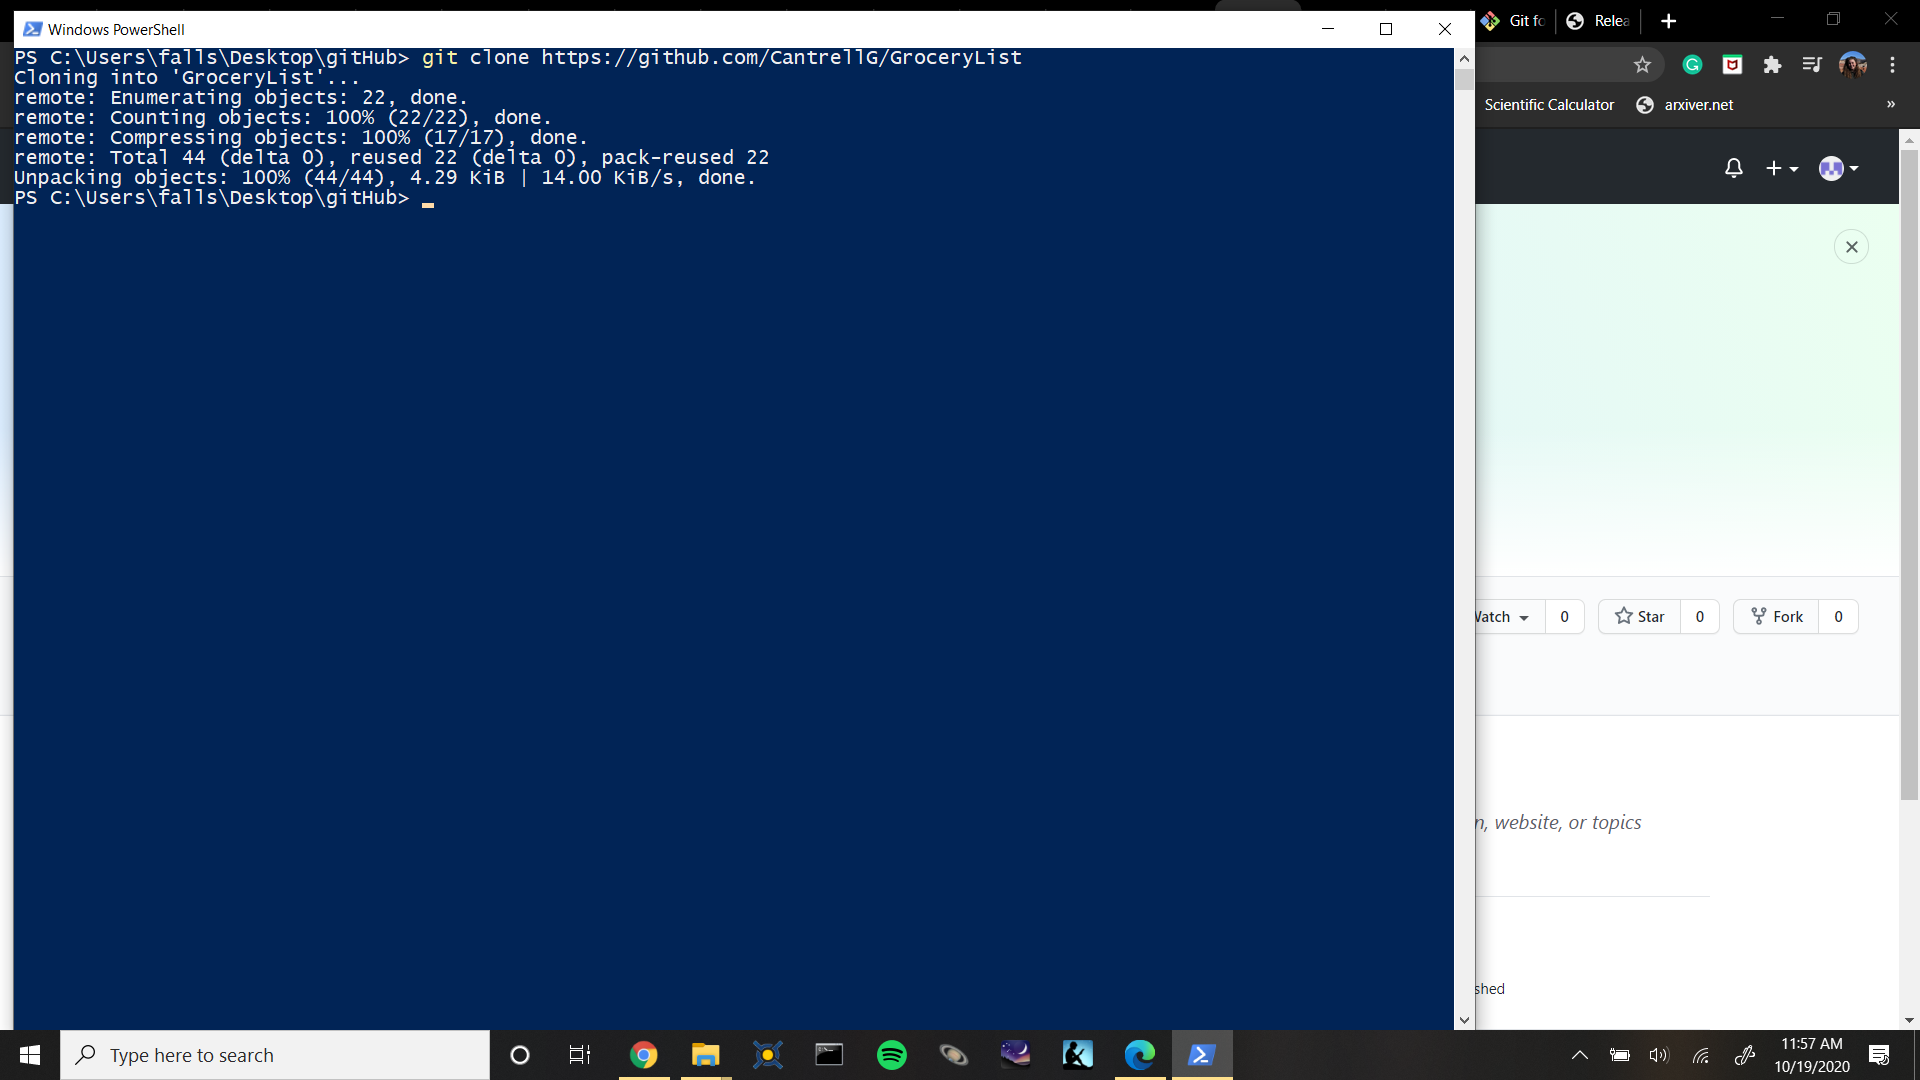 Windows PowerShell
PS C:\Users\falls\Desktop\gitHub> git clone https://github.com/CantrellG/GroceryList
Cloning into 'GroceryList'...
remote: Enumerating objects: 22, done.
remote: Counting objects: 100% (22/22), done.
remote: Compressing objects: 100% (17/17), done.
remote: Total 44 (delta 0), reused 22 (delta 0), pack-reused 22
Unpacking objects: 100% (44/44), 4.29 KiB | 14.00 KiB/s, done.
PS C:\Users\falls\Desktop\gitHub>
Git fo
Relea
Scientific Calculator
arxiver.net
»
Watch 0
Star 0
Fork 0
n, website, or topics
shed
Type here to search
11:57 AM
10/19/2020